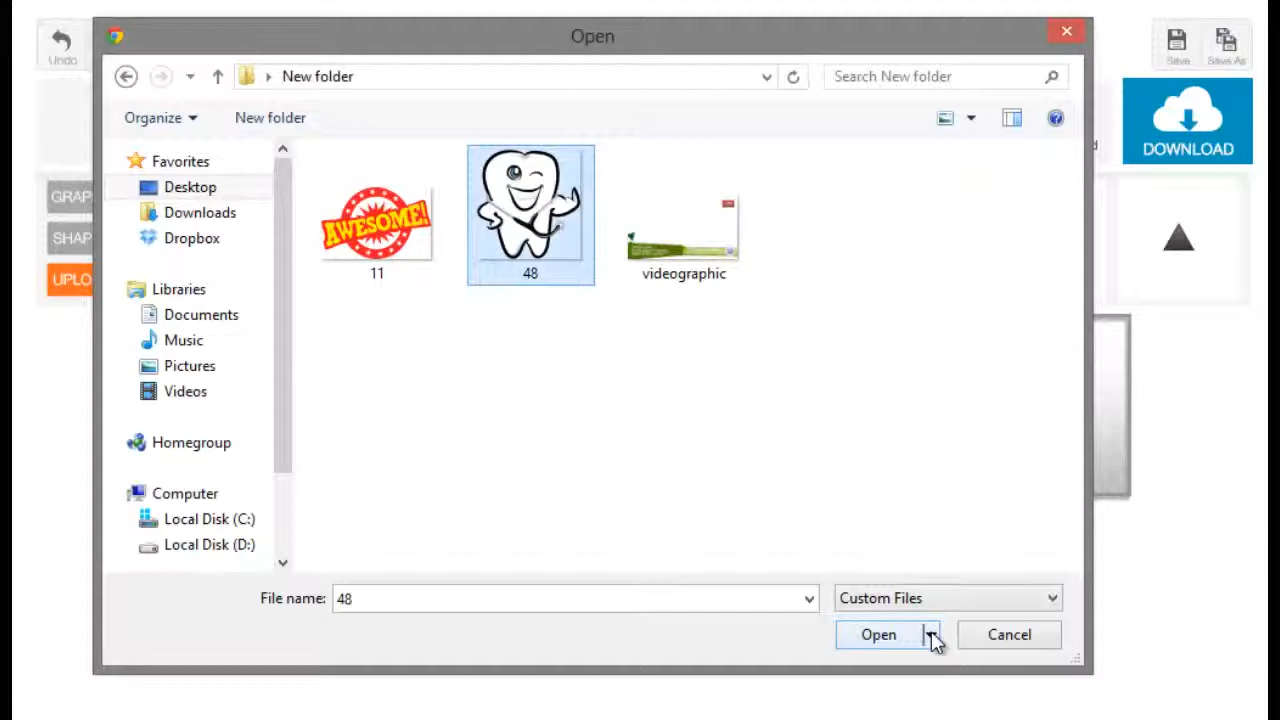 Open
Undo
Save
Save As
New folder
Search New folder
Organize
New folder
DOWNLOAD
Favorites
Desktop
Downloads
Dropbox
Libraries
Documents
Music
Pictures
Videos
Homegroup
Computer
Local Disk (C:)
Local Disk (D:)
GRAP
SHAP
UPLO
AWESOME!
11
48
videographic
File name:
48
Custom Files
Open
Cancel